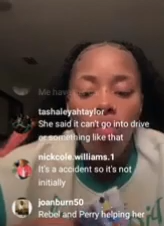 Me have
tashaleyahtaylor
She said it can't go into drive
or something like that
nickcole.williams.1
It's a accident so it's not
initially
joanburn50
Rebel and Perry helping her